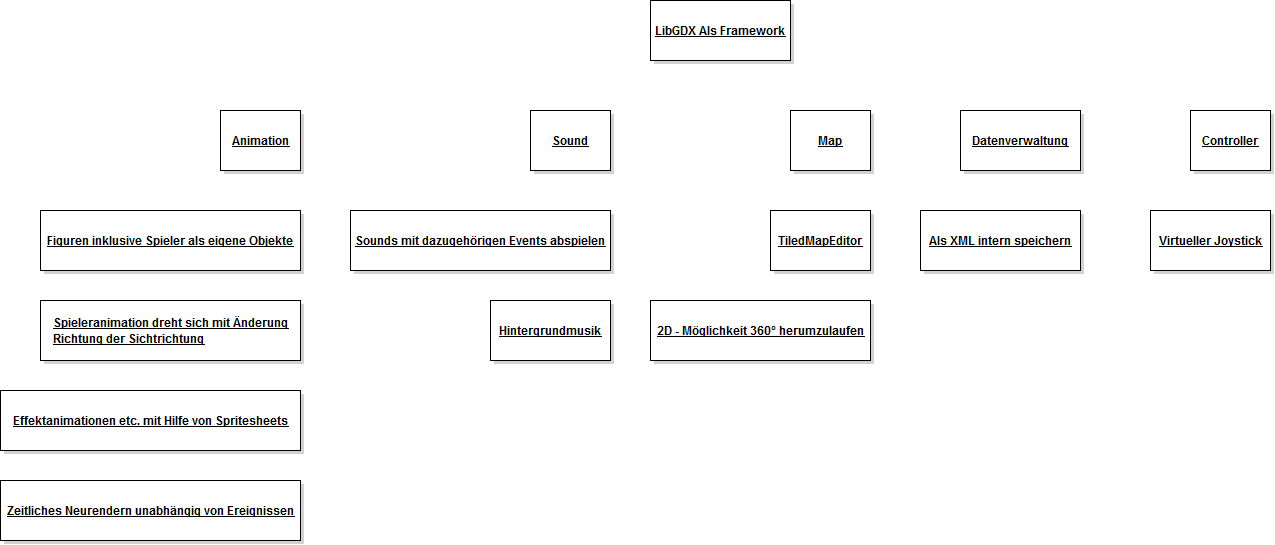 LibGDX Als Framework
Animation
Sound
Map
Datenverwaltung
Controller
Figuren inklusive Spieler als eigene Objekte
Sounds mit dazugehörigen Events abspielen
TiledMapEditor
Als XML intern speichern
Virtueller Joystick
Spieleranimation dreht sich mit Änderung
Richtung der Sichtrichtung
Hintergrundmusik
2D - Möglichkeit 360° herumzulaufen
Effektanimationen etc. mit Hilfe von Spritesheets
Zeitliches Neurendern unabhängig von Ereignissen